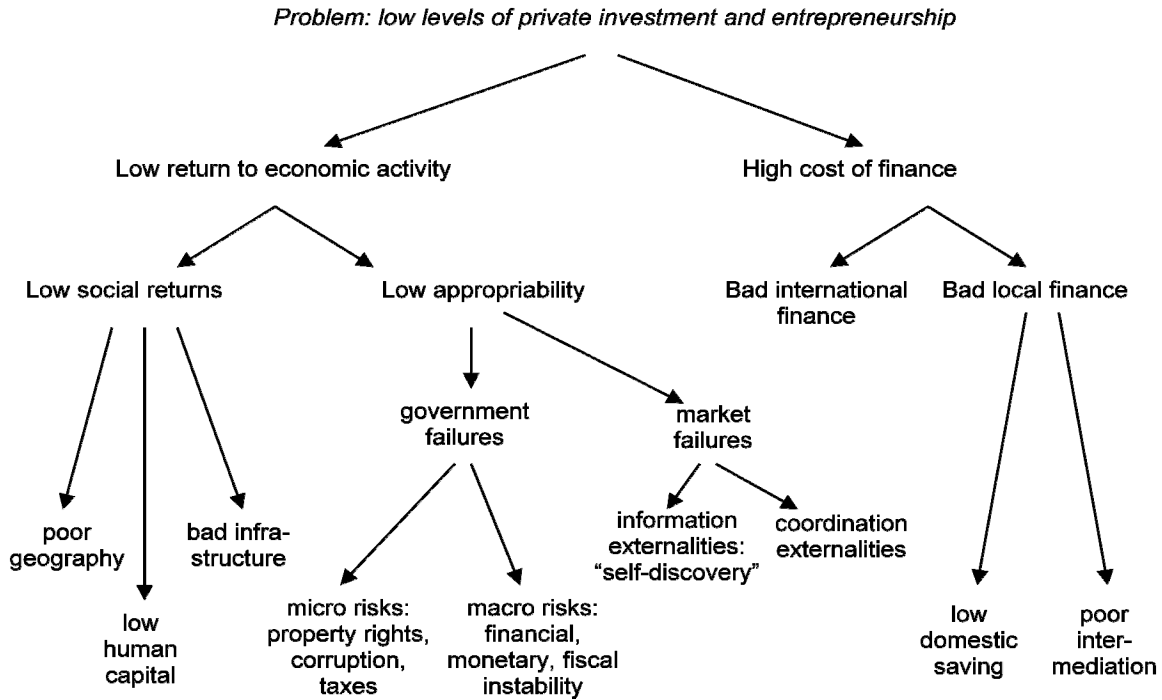 Problem: low levels of private investment and entrepreneurship
Low return to economic activity
High cost of finance
Low social returns
Low appropriability
Bad international
finance
Bad local finance
government
failures
market
failures
poor
geography
bad infra-
structure
information
externalities:
“self-discovery”
coordination
externalities
low
human
capital
micro risks:
property rights,
corruption,
taxes
macro risks:
financial,
monetary, fiscal
instability
low
domestic
saving
poor
inter-
mediation